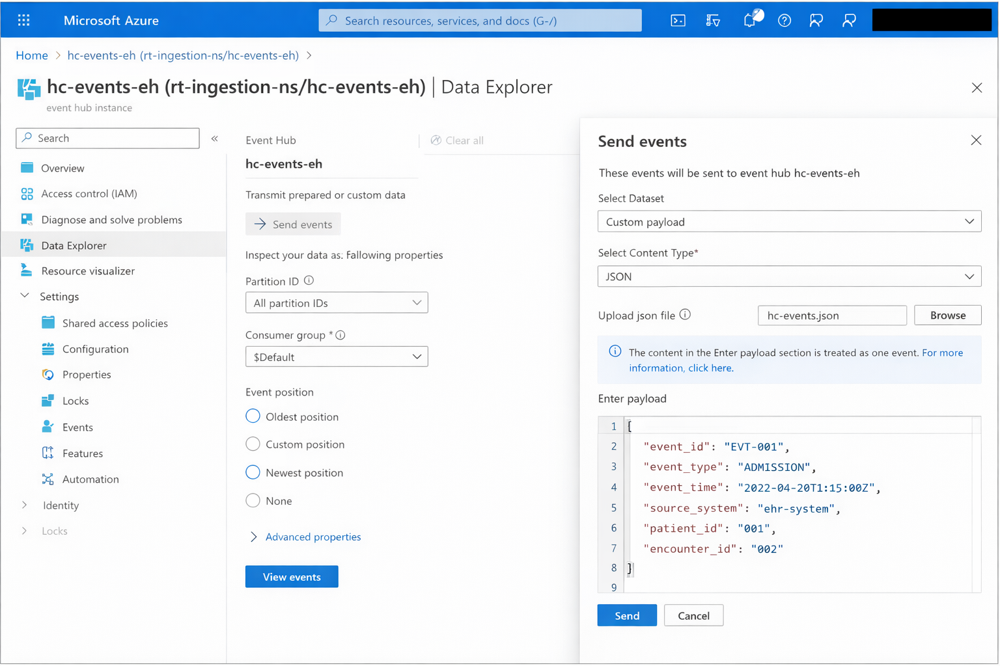 Microsoft Azure
Search resources, services, and docs (G-/)
Home > hc-events-eh (rt-ingestion-ns/hc-events-eh) >
hc-events-eh (rt-ingestion-ns/hc-events-eh) | Data Explorer
event hub instance
Search
«
Overview
Access control (IAM)
Diagnose and solve problems
Data Explorer
Resource visualizer
Settings
Shared access policies
Configuration
Properties
Locks
Events
Features
Automation
Identity
Locks
Event Hub
Clear all
hc-events-eh
Transmit prepared or custom data
Send events
Inspect your data as: Fallowing properties
Partition ID
All partition IDs
Consumer group *
$Default
Event position
Oldest position
Custom position
Newest position
None
Advanced properties
View events
Send events
These events will be sent to event hub hc-events-eh
Select Dataset
Custom payload
Select Content Type*
JSON
Upload json file
hc-events.json
Browse
The content in the Enter payload section is treated as one event. For more
information, click here.
Enter payload
1 [
2 "event_id": "EVT-001",
3 "event_type": "ADMISSION",
4 "event_time": "2022-04-20T1:15:00Z",
5 "source_system": "ehr-system",
6 "patient_id": "001",
7 "encounter_id": "002"
8 }
9
Send
Cancel